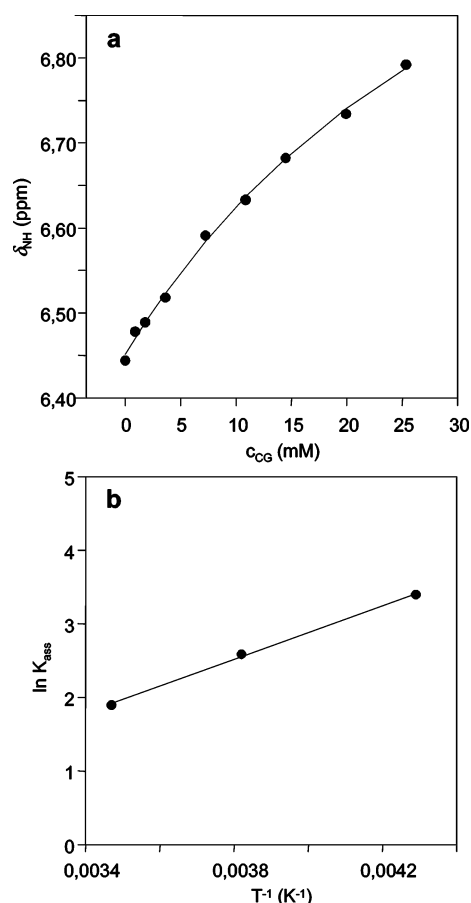 a
6,80
6,70
6,60
6,50
6,40
δNH (ppm)
0 5 10 15 20 25 30
cCG (mM)
b
5
4
3
2
1
0
ln Kass
0,0034 0,0038 0,0042
T-1 (K-1)